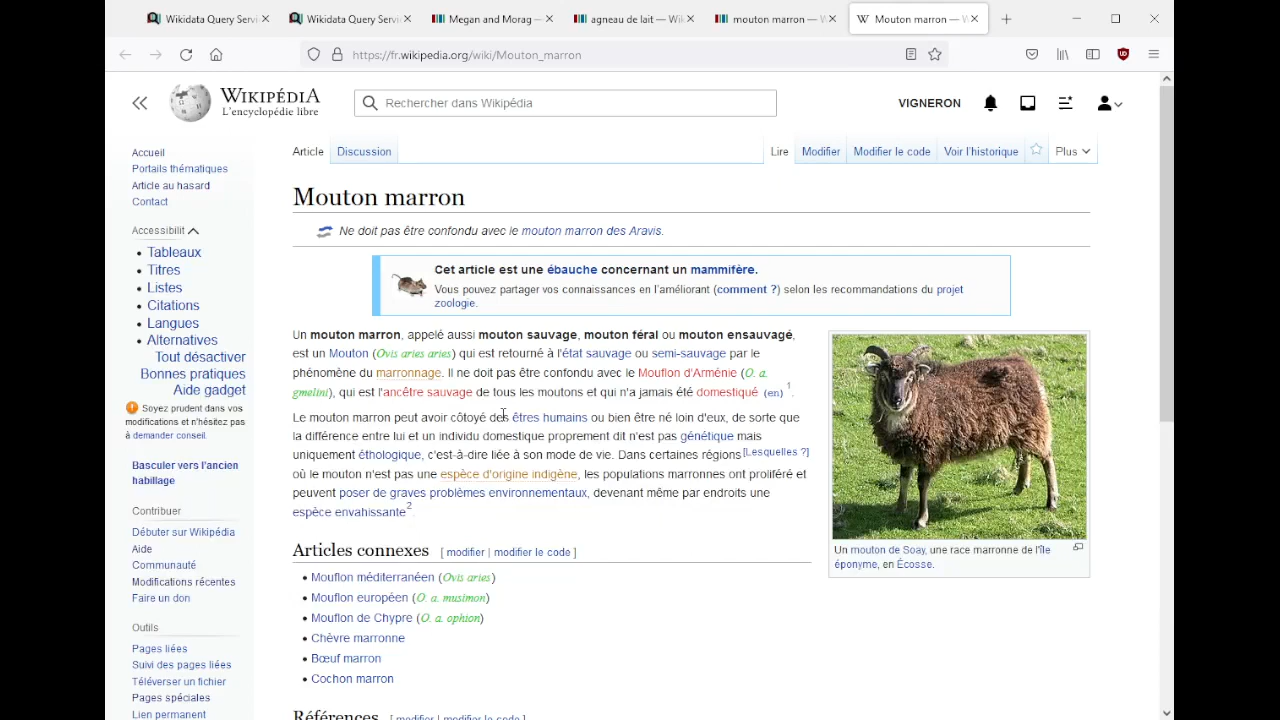 Wikidata Query Servi
Wikidata Query Servi
Megan and Morag —
agneau de lait — Wik
mouton marron — W
Mouton marron — W
https://fr.wikipedia.org/wiki/Mouton_marron
WIKIPÉDIA
L'encyclopédie libre
Rechercher dans Wikipédia
VIGNERON
Accueil
Portails thématiques
Article au hasard
Contact
Accessibilit
Tableaux
Titres
Listes
Citations
Langues
Alternatives
Tout désactiver
Bonnes pratiques
Aide gadget
Soyez prudent dans vos
modifications et n'hésitez pas
à demander conseil.
Basculer vers l'ancien
habillage
Contribuer
Débuter sur Wikipédia
Aide
Communauté
Modifications récentes
Faire un don
Outils
Pages liées
Suivi des pages liées
Téléverser un fichier
Pages spéciales
Lien permanent
Article Discussion Lire Modifier Modifier le code Voir l'historique Plus
Mouton marron
Ne doit pas être confondu avec le mouton marron des Aravis.
Cet article est une ébauche concernant un mammifère.
Vous pouvez partager vos connaissances en l'améliorant (comment ?) selon les recommandations du projet
zoologie.
Un mouton marron, appelé aussi mouton sauvage, mouton féral ou mouton ensauvagé,
est un Mouton (Ovis aries aries) qui est retourné à l'état sauvage ou semi-sauvage par le
phénomène du marronnage. Il ne doit pas être confondu avec le Mouflon d'Arménie (O. a.
gmelini), qui est l'ancêtre sauvage de tous les moutons et qui n'a jamais été domestiqué (en) 1.
Le mouton marron peut avoir côtoyé des êtres humains ou bien être né loin d'eux, de sorte que
la différence entre lui et un individu domestique proprement dit n'est pas génétique mais
uniquement éthologique, c'est-à-dire liée à son mode de vie. Dans certaines régions[Lesquelles ?]
où le mouton n'est pas une espèce d'origine indigène, les populations marronnes ont proliféré et
peuvent poser de graves problèmes environnementaux, devenant même par endroits une
espèce envahissante2.
Un mouton de Soay, une race marronne de l'île
éponyme, en Écosse.
Articles connexes [ modifier | modifier le code ]
Mouflon méditerranéen (Ovis aries)
Mouflon européen (O. a. musimon)
Mouflon de Chypre (O. a. ophion)
Chèvre marronne
Bœuf marron
Cochon marron
Références [ modifier | modifier le code ]